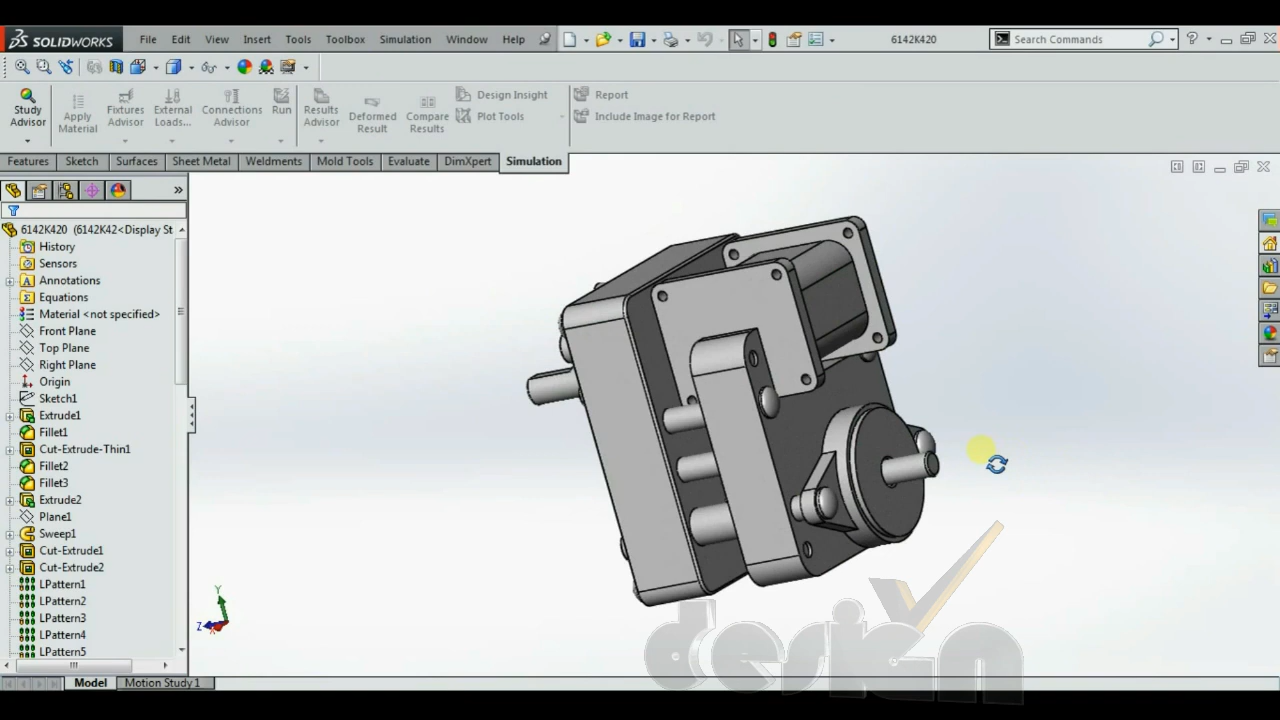 SOLIDWORKS File Edit View Insert Tools Toolbox Simulation Window Help 6142K420 Search Commands
Study Advisor
Apply Material
Fixtures Advisor
External Loads...
Connections Advisor
Run
Results Advisor
Deformed Result
Compare Results
Design Insight
Plot Tools
Report
Include Image for Report
Features Sketch Surfaces Sheet Metal Weldments Mold Tools Evaluate DimXpert Simulation
6142K420 (6142K42<Display St
History
Sensors
Annotations
Equations
Material <not specified>
Front Plane
Top Plane
Right Plane
Origin
Sketch1
Extrude1
Fillet1
Cut-Extrude-Thin1
Fillet2
Fillet3
Extrude2
Plane1
Sweep1
Cut-Extrude1
Cut-Extrude2
LPattern1
LPattern2
LPattern3
LPattern4
LPattern5
Y
Z
X
design
Model Motion Study 1